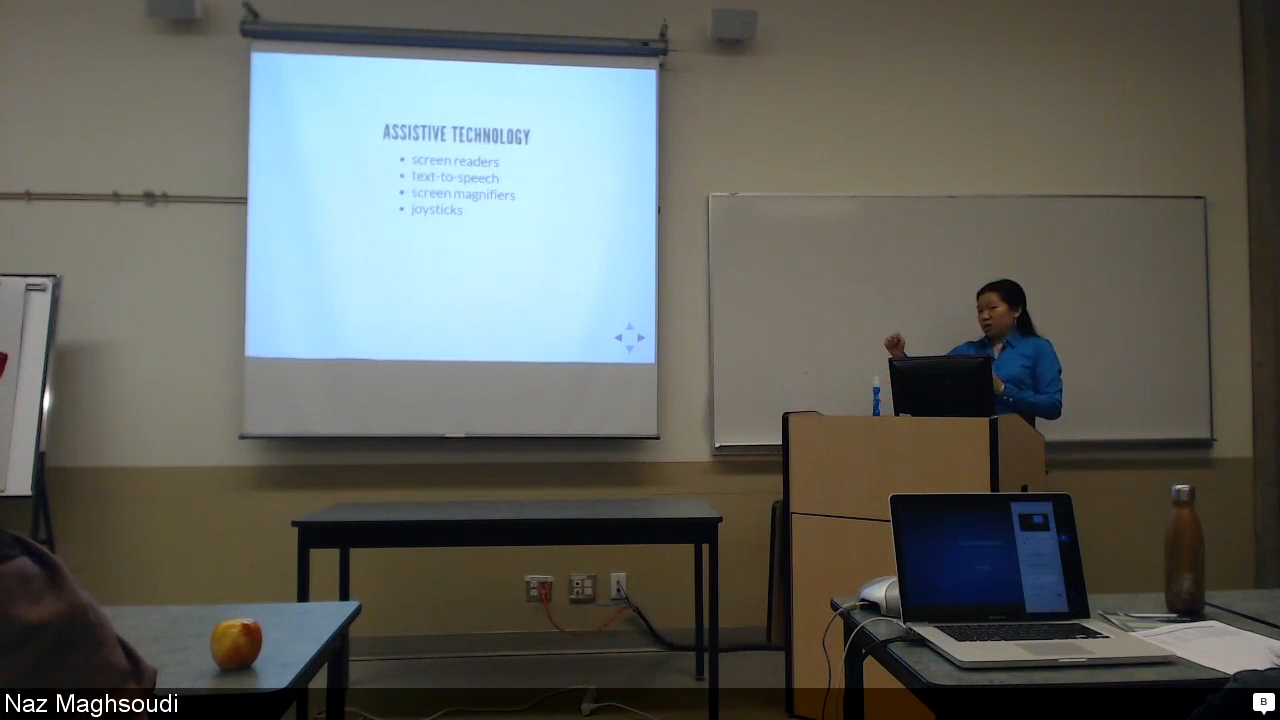 ASSISTIVE TECHNOLOGY
• screen readers
• text-to-speech
• screen magnifiers
• joysticks
Naz Maghsoudi
B